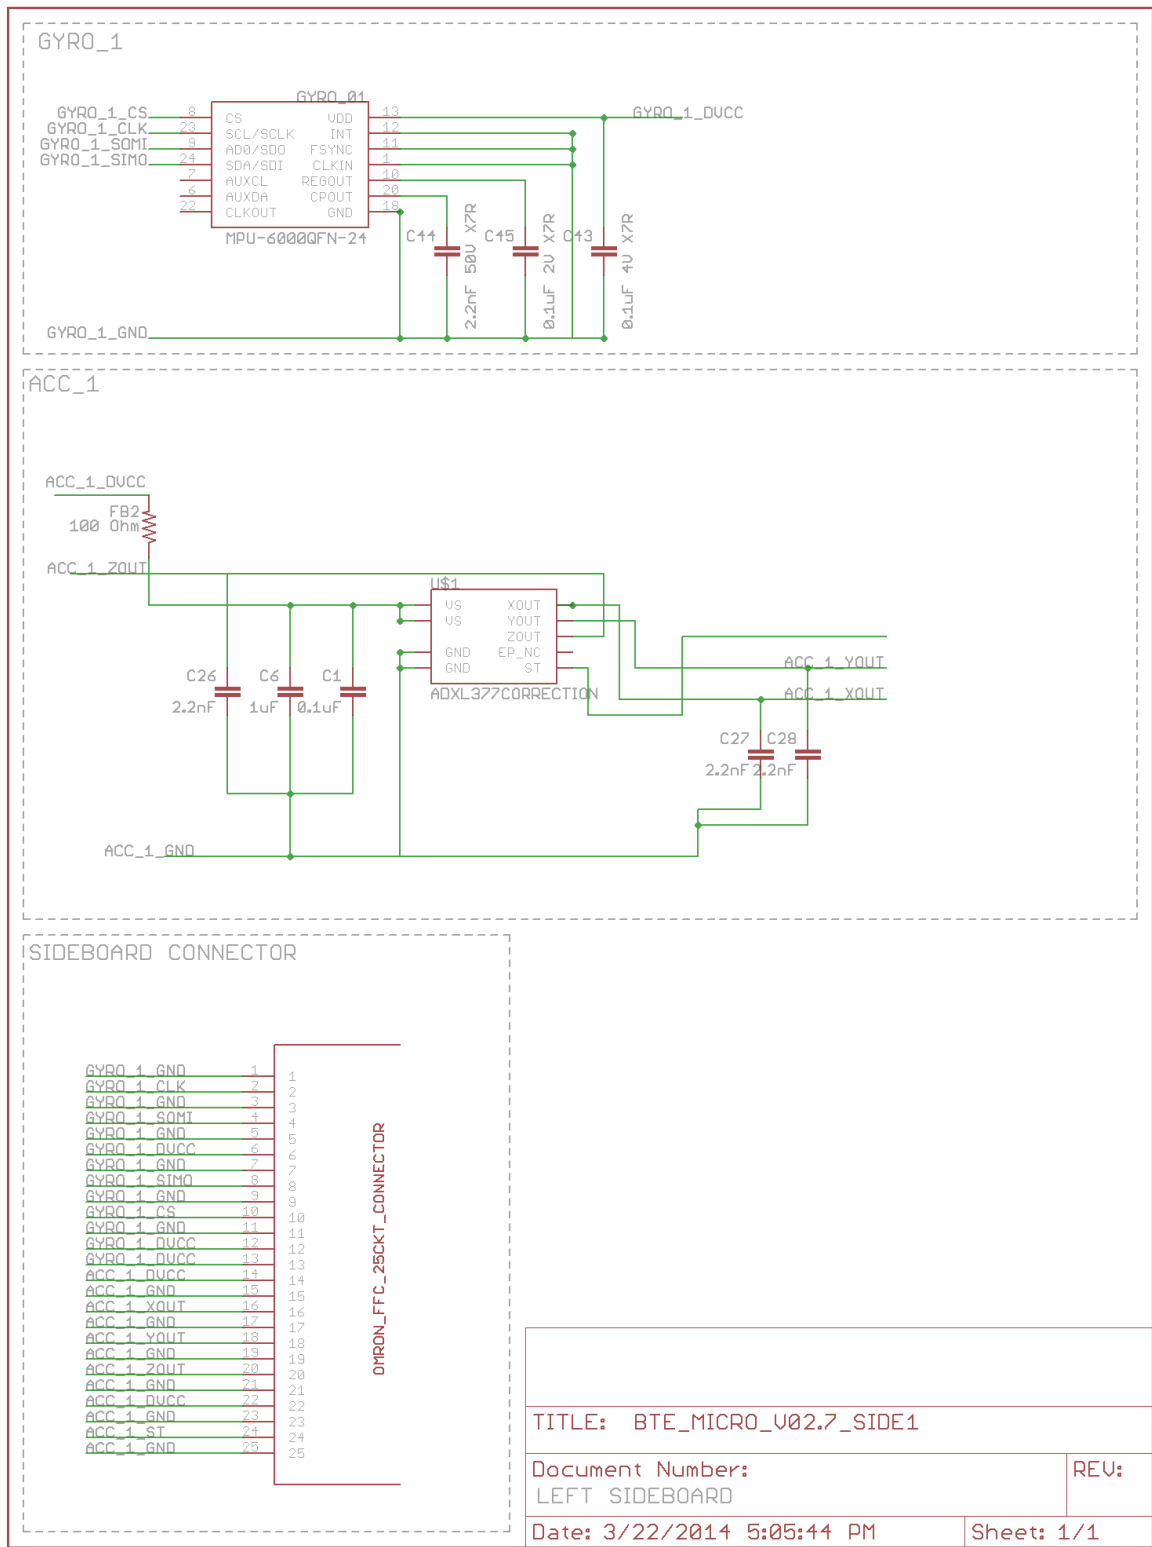 GYRO_1
GYRO_01
GYRO_1_CS 8 CS VDD 13 GYRO_1_DVCC
GYRO_1_CLK 23 SCL/SCLK INT 12
GYRO_1_SOMI 9 AD0/SDO FSYNC 11
GYRO_1_SIMO 24 SDA/SDI CLKIN 1
7 AUXCL REGOUT 10
6 AUXDA CPOUT 20
22 CLKOUT GND 18
MPU-6000QFN-24
C44 2.2nF 50V X7R
C45 0.1uF 2V X7R
C43 0.1uF 4V X7R
GYRO_1_GND
ACC_1
ACC_1_DVCC
FB2
100 Ohm
ACC_1_ZOUT
U$1
VS XOUT
VS YOUT
ZOUT
GND EP_NC
GND ST
ADXL377CORRECTION
ACC_1_YOUT
ACC_1_XOUT
C26 C6 C1
2.2nF 1uF 0.1uF
C27 C28
2.2nF 2.2nF
ACC_1_GND
SIDEBOARD CONNECTOR
GYRO_1_GND 1 1
GYRO_1_CLK 2 2
GYRO_1_GND 3 3
GYRO_1_SOMI 4 4
GYRO_1_GND 5 5
GYRO_1_DVCC 6 6
GYRO_1_GND 7 7
GYRO_1_SIMO 8 8
GYRO_1_GND 9 9
GYRO_1_CS 10 10
GYRO_1_GND 11 11
GYRO_1_DVCC 12 12
GYRO_1_DVCC 13 13
ACC_1_DVCC 14 14
ACC_1_GND 15 15
ACC_1_XOUT 16 16
ACC_1_GND 17 17
ACC_1_YOUT 18 18
ACC_1_GND 19 19
ACC_1_ZOUT 20 20
ACC_1_GND 21 21
ACC_1_DVCC 22 22
ACC_1_GND 23 23
ACC_1_ST 24 24
ACC_1_GND 25 25
OMRON_FFC_25CKT_CONNECTOR
TITLE: BTE_MICRO_V02.7_SIDE1
Document Number:
LEFT SIDEBOARD
REV:
Date: 3/22/2014 5:05:44 PM
Sheet: 1/1